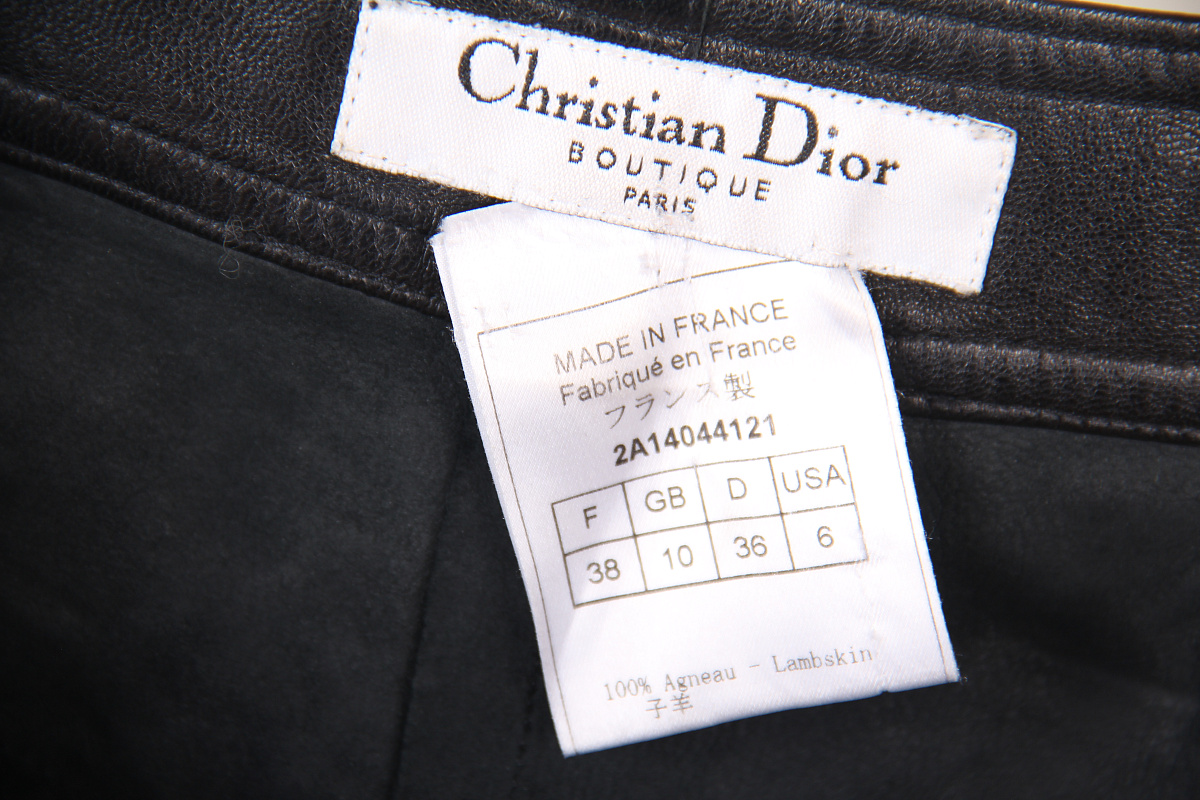 Christian Dior
BOUTIQUE
PARIS
MADE IN FRANCE
Fabriqué en France
フランス製
2A14044121
F GB D USA
38 10 36 6
100% Agneau - Lambskin
子羊